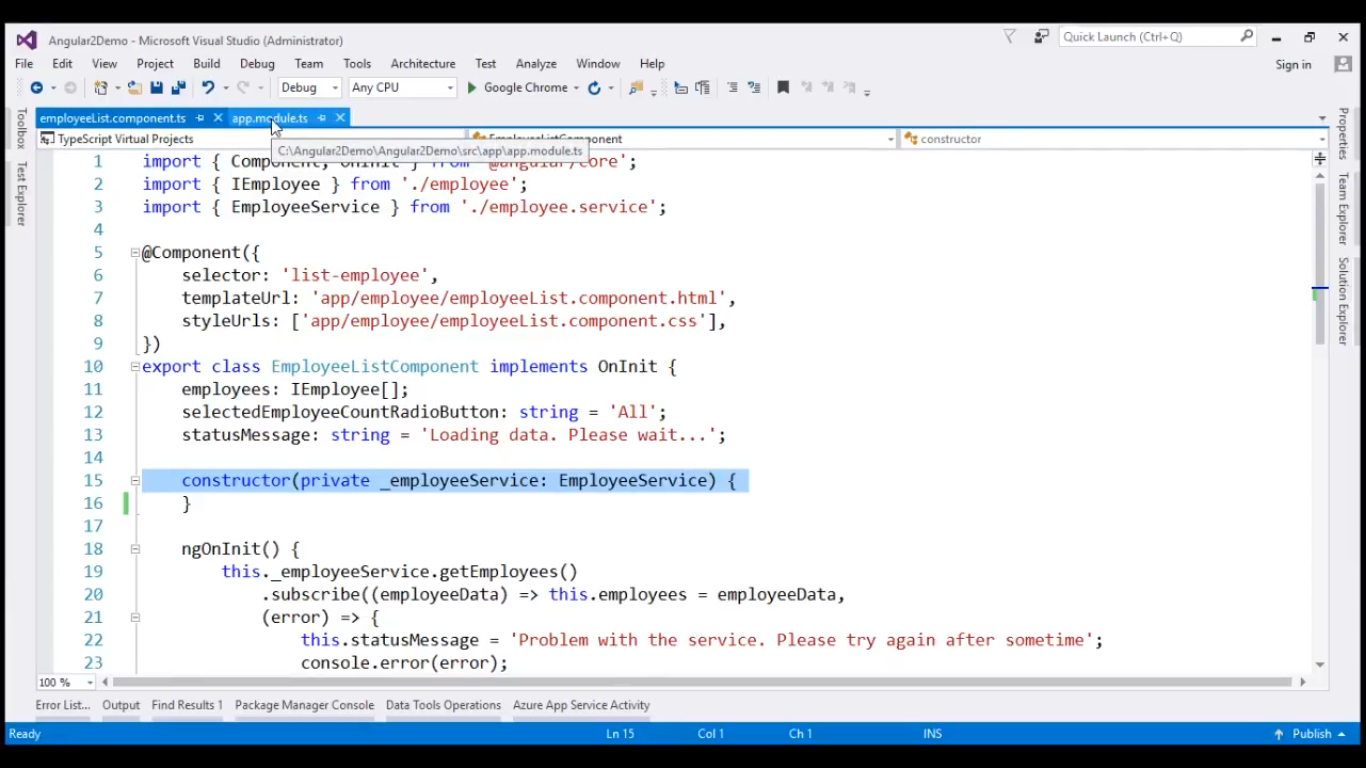 Angular2Demo - Microsoft Visual Studio (Administrator)
Quick Launch (Ctrl+Q)
File Edit View Project Build Debug Team Tools Architecture Test Analyze Window Help
Sign in
Debug Any CPU Google Chrome
employeeList.component.ts app.module.ts
TypeScript Virtual Projects EmployeeListComponent constructor
C:\Angular2Demo\Angular2Demo\src\app\app.module.ts
Toolbox
Test Explorer
Properties
Team Explorer
Solution Explorer
1 import { Component, OnInit } from '@angular/core';
2 import { IEmployee } from './employee';
3 import { EmployeeService } from './employee.service';
4
5 @Component({
6 selector: 'list-employee',
7 templateUrl: 'app/employee/employeeList.component.html',
8 styleUrls: ['app/employee/employeeList.component.css'],
9 })
10 export class EmployeeListComponent implements OnInit {
11 employees: IEmployee[];
12 selectedEmployeeCountRadioButton: string = 'All';
13 statusMessage: string = 'Loading data. Please wait...';
14
15 constructor(private _employeeService: EmployeeService) {
16 }
17
18 ngOnInit() {
19 this._employeeService.getEmployees()
20 .subscribe((employeeData) => this.employees = employeeData,
21 (error) => {
22 this.statusMessage = 'Problem with the service. Please try again after sometime';
23 console.error(error);
100 %
Error List... Output Find Results 1 Package Manager Console Data Tools Operations Azure App Service Activity
Ready Ln 15 Col 1 Ch 1 INS Publish